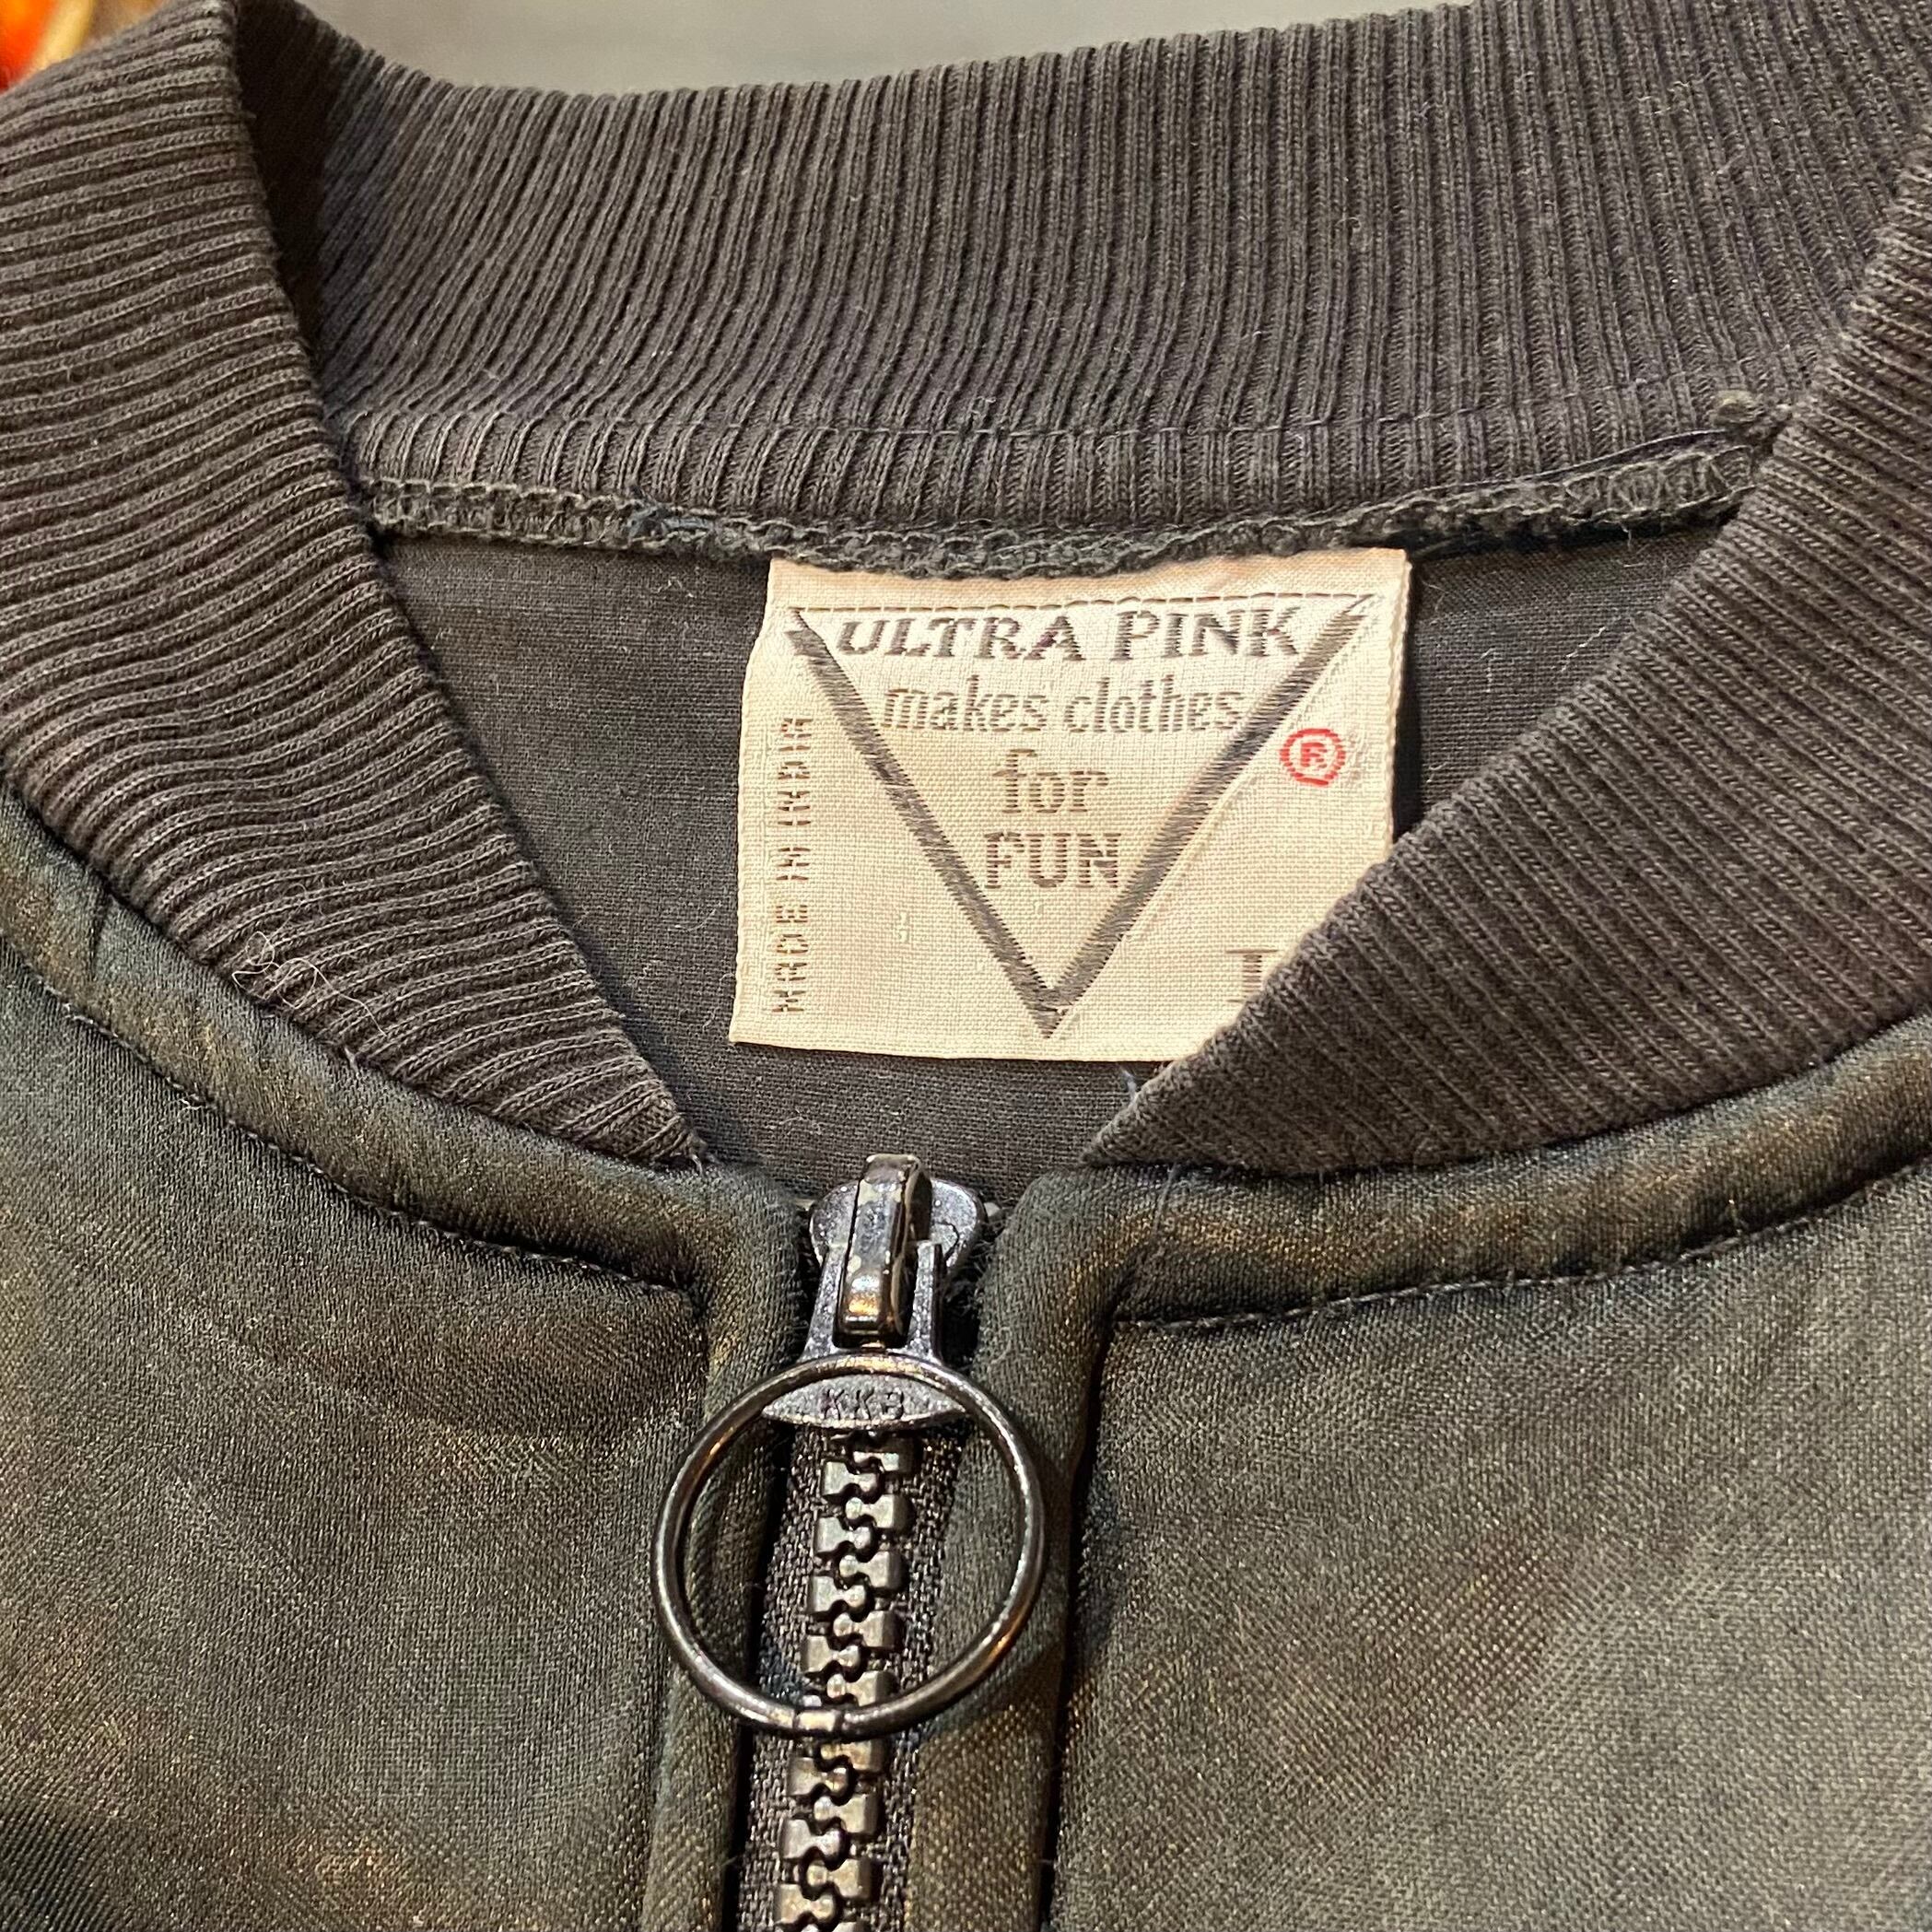 ULTRA PINK
makes clothes
for
FUN
®
MADE IN INDIA
KKB